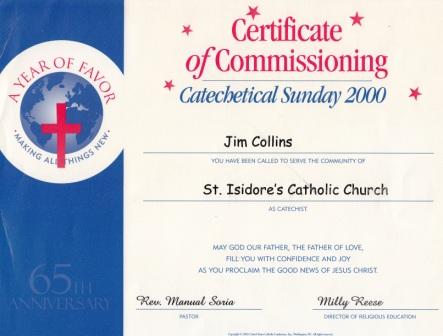 Certificate
of Commissioning
Catechetical Sunday 2000
A YEAR OF FAVOR
• MAKING ALL THINGS NEW •
Jim Collins
YOU HAVE BEEN CALLED TO SERVE THE COMMUNITY OF
St. Isidore's Catholic Church
AS CATECHIST.
MAY GOD OUR FATHER, THE FATHER OF LOVE,
FILL YOU WITH CONFIDENCE AND JOY
AS YOU PROCLAIM THE GOOD NEWS OF JESUS CHRIST.
65TH
ANNIVERSARY
Rev. Manual Soria
PASTOR
Milly Reese
DIRECTOR OF RELIGIOUS EDUCATION